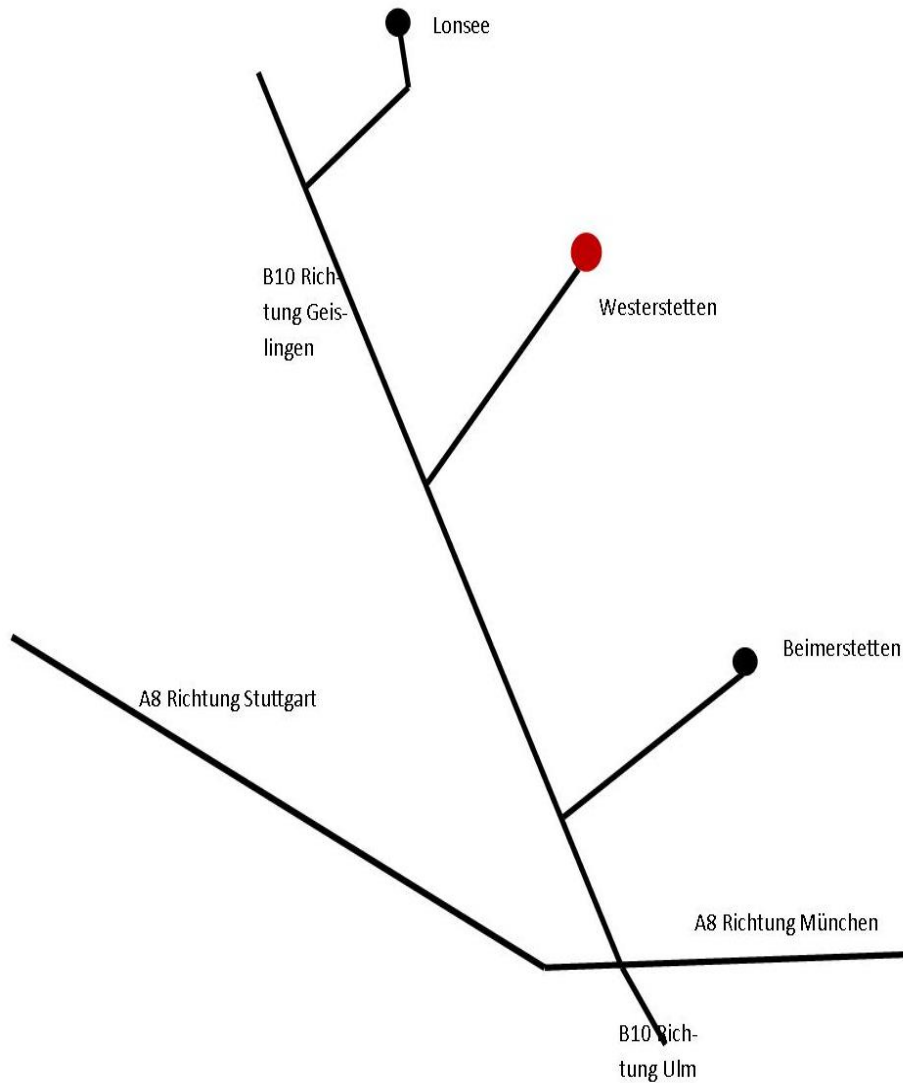 Lonsee
B10 Rich-
tung Geis-
lingen
Westerstetten
Beimerstetten
A8 Richtung Stuttgart
A8 Richtung München
B10 Rich-
tung Ulm